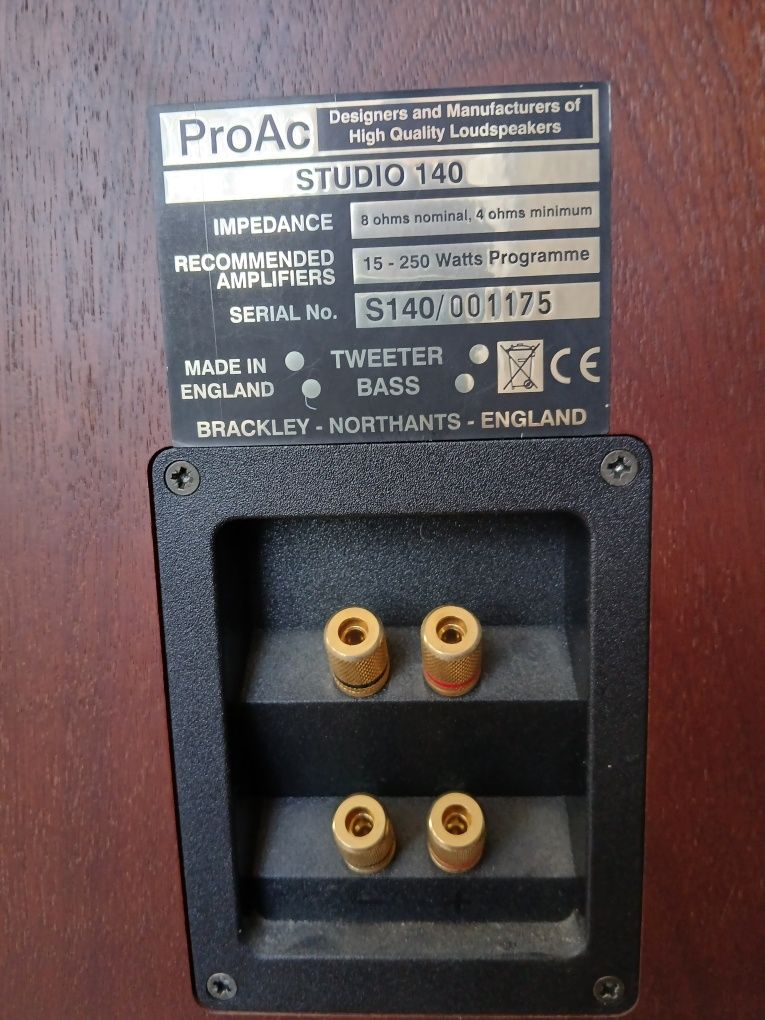 ProAc
Designers and Manufacturers of
High Quality Loudspeakers
STUDIO 140
IMPEDANCE 8 ohms nominal, 4 ohms minimum
RECOMMENDED
AMPLIFIERS 15 - 250 Watts Programme
SERIAL No. S140/001175
MADE IN
ENGLAND
TWEETER
BASS
CE
BRACKLEY - NORTHANTS - ENGLAND
- +